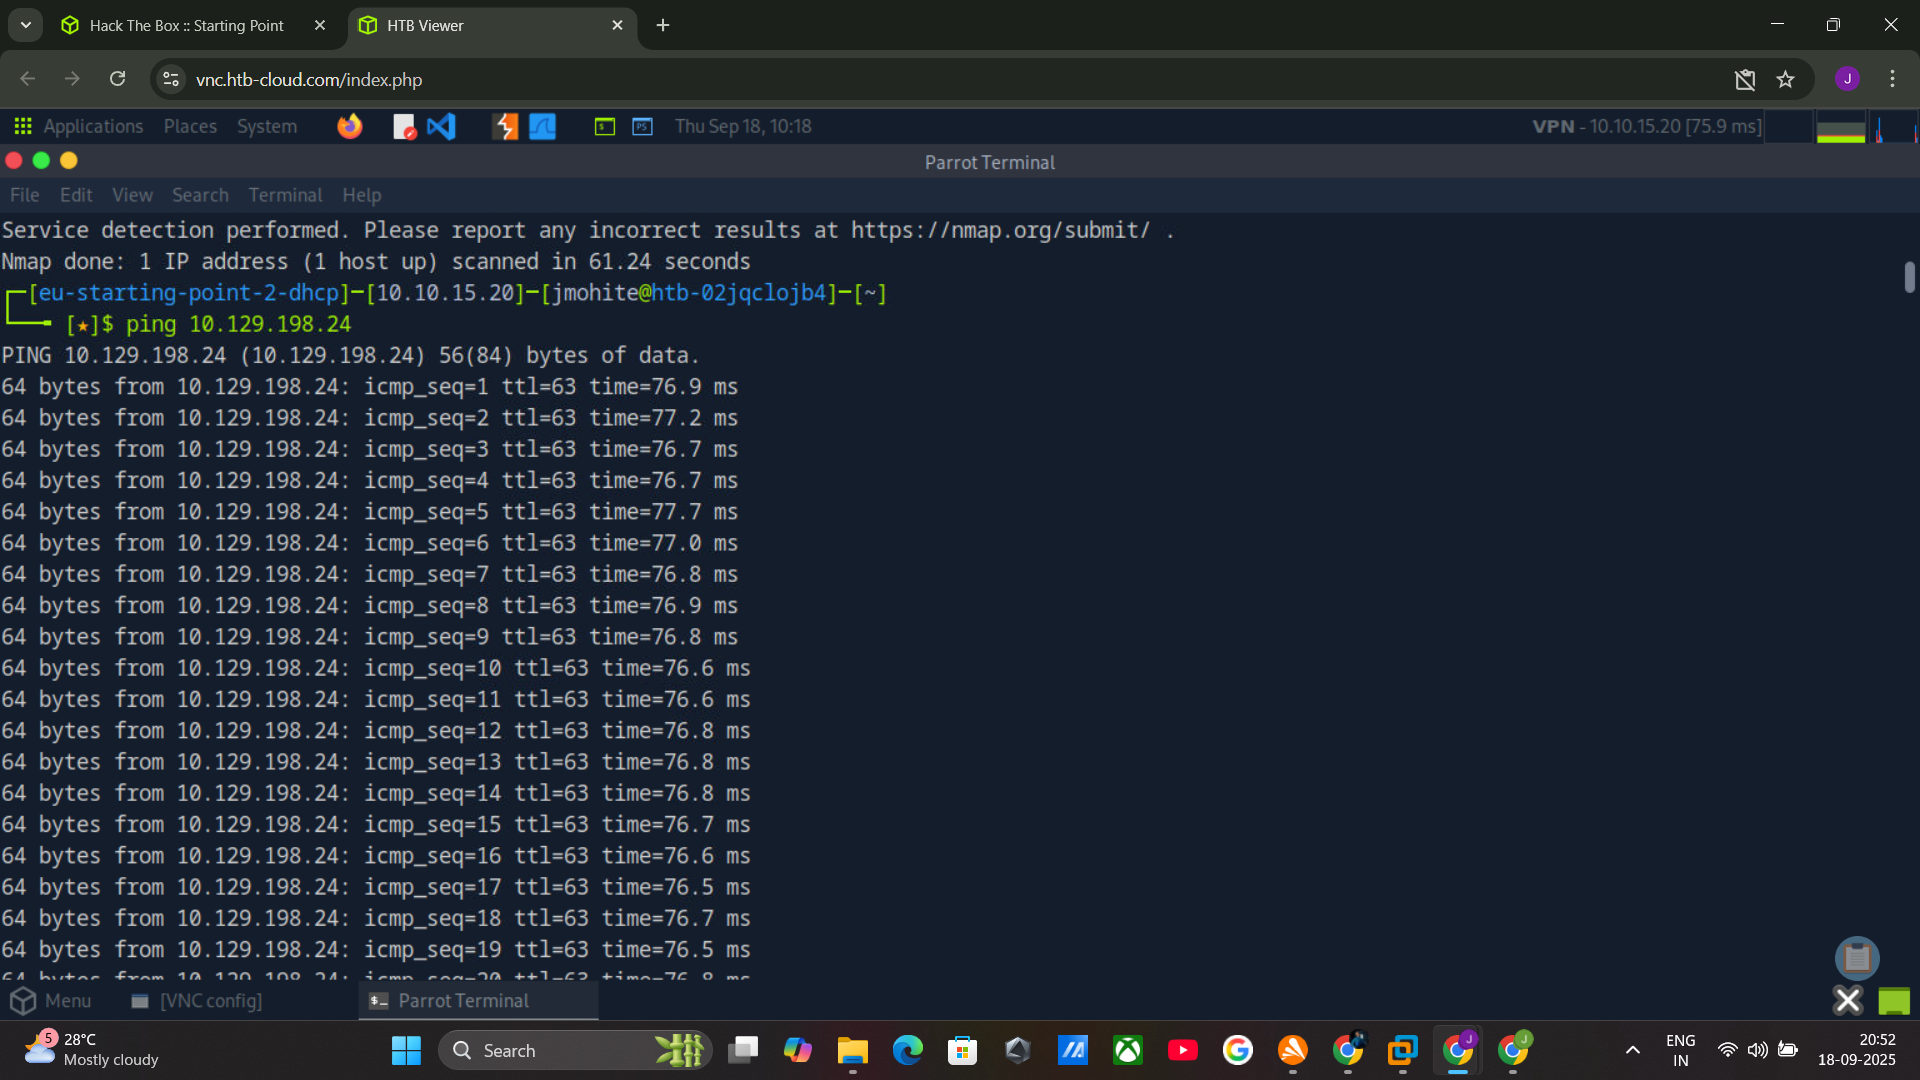 Hack The Box :: Starting Point
HTB Viewer
vnc.htb-cloud.com/index.php
J
Applications Places System
Thu Sep 18, 10:18
VPN - 10.10.15.20 [75.9 ms]
Parrot Terminal
File Edit View Search Terminal Help
Service detection performed. Please report any incorrect results at https://nmap.org/submit/ .
Nmap done: 1 IP address (1 host up) scanned in 61.24 seconds
┌─[eu-starting-point-2-dhcp]─[10.10.15.20]─[jmohite@htb-02jqclojb4]─[~]
└──╼ [★]$ ping 10.129.198.24
PING 10.129.198.24 (10.129.198.24) 56(84) bytes of data.
64 bytes from 10.129.198.24: icmp_seq=1 ttl=63 time=76.9 ms
64 bytes from 10.129.198.24: icmp_seq=2 ttl=63 time=77.2 ms
64 bytes from 10.129.198.24: icmp_seq=3 ttl=63 time=76.7 ms
64 bytes from 10.129.198.24: icmp_seq=4 ttl=63 time=76.7 ms
64 bytes from 10.129.198.24: icmp_seq=5 ttl=63 time=77.7 ms
64 bytes from 10.129.198.24: icmp_seq=6 ttl=63 time=77.0 ms
64 bytes from 10.129.198.24: icmp_seq=7 ttl=63 time=76.8 ms
64 bytes from 10.129.198.24: icmp_seq=8 ttl=63 time=76.9 ms
64 bytes from 10.129.198.24: icmp_seq=9 ttl=63 time=76.8 ms
64 bytes from 10.129.198.24: icmp_seq=10 ttl=63 time=76.6 ms
64 bytes from 10.129.198.24: icmp_seq=11 ttl=63 time=76.6 ms
64 bytes from 10.129.198.24: icmp_seq=12 ttl=63 time=76.8 ms
64 bytes from 10.129.198.24: icmp_seq=13 ttl=63 time=76.8 ms
64 bytes from 10.129.198.24: icmp_seq=14 ttl=63 time=76.8 ms
64 bytes from 10.129.198.24: icmp_seq=15 ttl=63 time=76.7 ms
64 bytes from 10.129.198.24: icmp_seq=16 ttl=63 time=76.6 ms
64 bytes from 10.129.198.24: icmp_seq=17 ttl=63 time=76.5 ms
64 bytes from 10.129.198.24: icmp_seq=18 ttl=63 time=76.7 ms
64 bytes from 10.129.198.24: icmp_seq=19 ttl=63 time=76.5 ms
64 bytes from 10.129.198.24: icmp_seq=20 ttl=63 time=76.8 ms
Menu
[VNC config]
Parrot Terminal
5
28°C
Mostly cloudy
Search
ENG
IN
20:52
18-09-2025